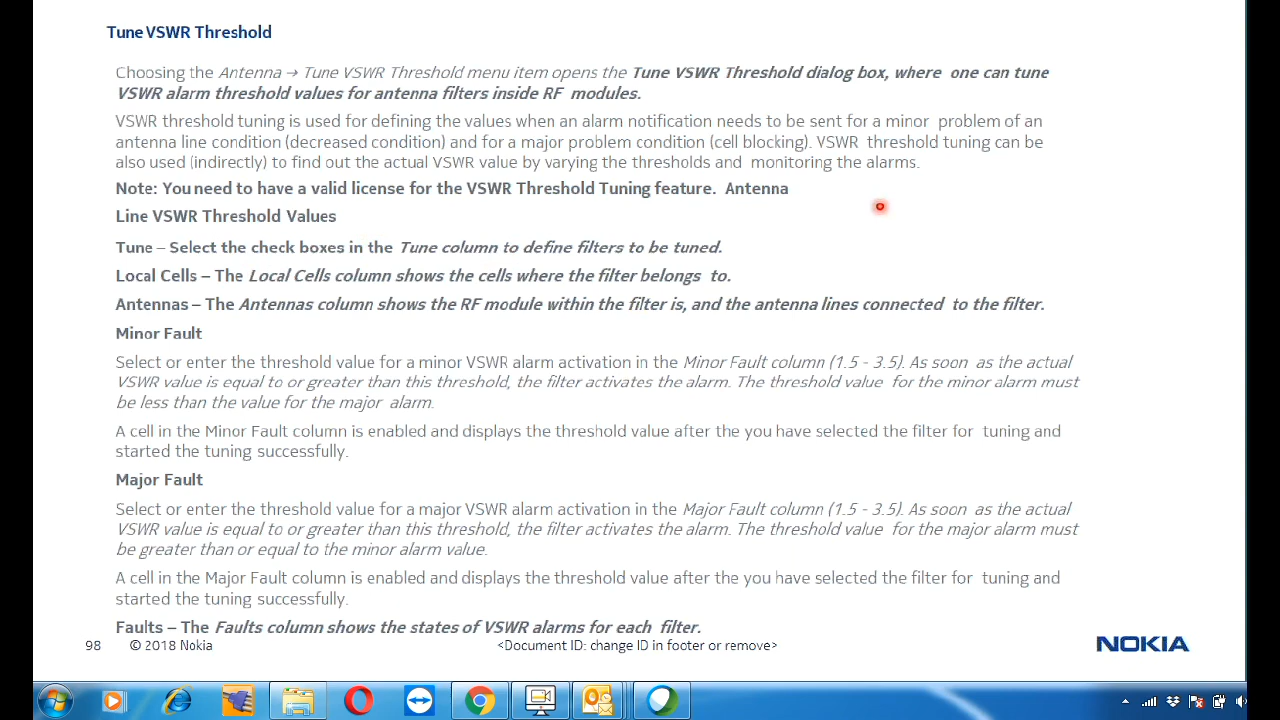 Tune VSWR Threshold
Choosing the Antenna → Tune VSWR Threshold menu item opens the Tune VSWR Threshold dialog box, where one can tune
VSWR alarm threshold values for antenna filters inside RF modules.
VSWR threshold tuning is used for defining the values when an alarm notification needs to be sent for a minor problem of an
antenna line condition (decreased condition) and for a major problem condition (cell blocking). VSWR threshold tuning can be
also used (indirectly) to find out the actual VSWR value by varying the thresholds and monitoring the alarms.
Note: You need to have a valid license for the VSWR Threshold Tuning feature. Antenna
Line VSWR Threshold Values
Tune – Select the check boxes in the Tune column to define filters to be tuned.
Local Cells – The Local Cells column shows the cells where the filter belongs to.
Antennas – The Antennas column shows the RF module within the filter is, and the antenna lines connected to the filter.
Minor Fault
Select or enter the threshold value for a minor VSWR alarm activation in the Minor Fault column (1.5 - 3.5). As soon as the actual
VSWR value is equal to or greater than this threshold, the filter activates the alarm. The threshold value for the minor alarm must
be less than the value for the major alarm.
A cell in the Minor Fault column is enabled and displays the threshold value after the you have selected the filter for tuning and
started the tuning successfully.
Major Fault
Select or enter the threshold value for a major VSWR alarm activation in the Major Fault column (1.5 - 3.5). As soon as the actual
VSWR value is equal to or greater than this threshold, the filter activates the alarm. The threshold value for the major alarm must
be greater than or equal to the minor alarm value.
A cell in the Major Fault column is enabled and displays the threshold value after the you have selected the filter for tuning and
started the tuning successfully.
Faults – The Faults column shows the states of VSWR alarms for each filter.
98 © 2018 Nokia <Document ID: change ID in footer or remove> NOKIA